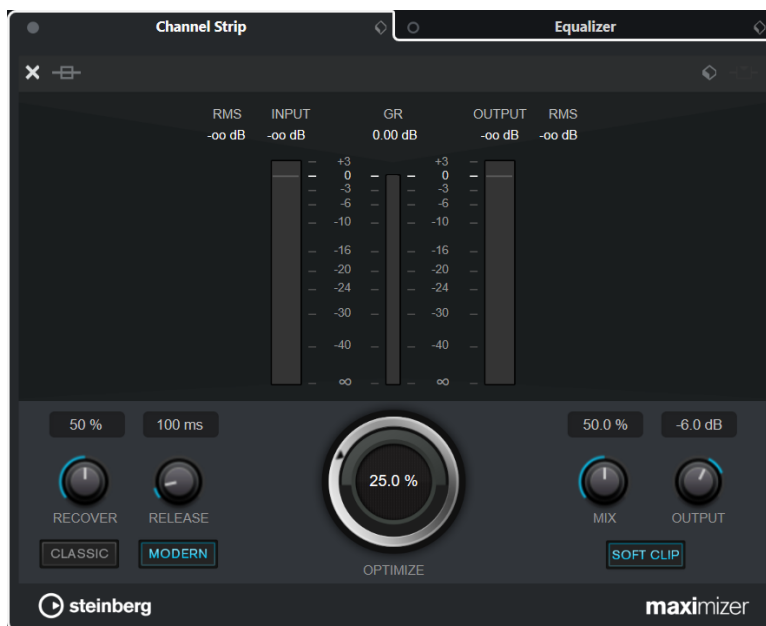 Channel Strip Equalizer
RMS INPUT GR OUTPUT RMS
-oo dB -oo dB 0.00 dB -oo dB -oo dB
+3 +3
0 0
-3 -3
-6 -6
-10 -10
-16 -16
-20 -20
-24 -24
-30 -30
-40 -40
∞ ∞
50 % 100 ms 50.0 % -6.0 dB
25.0 %
RECOVER RELEASE MIX OUTPUT
CLASSIC MODERN SOFT CLIP
OPTIMIZE
steinberg maximizer